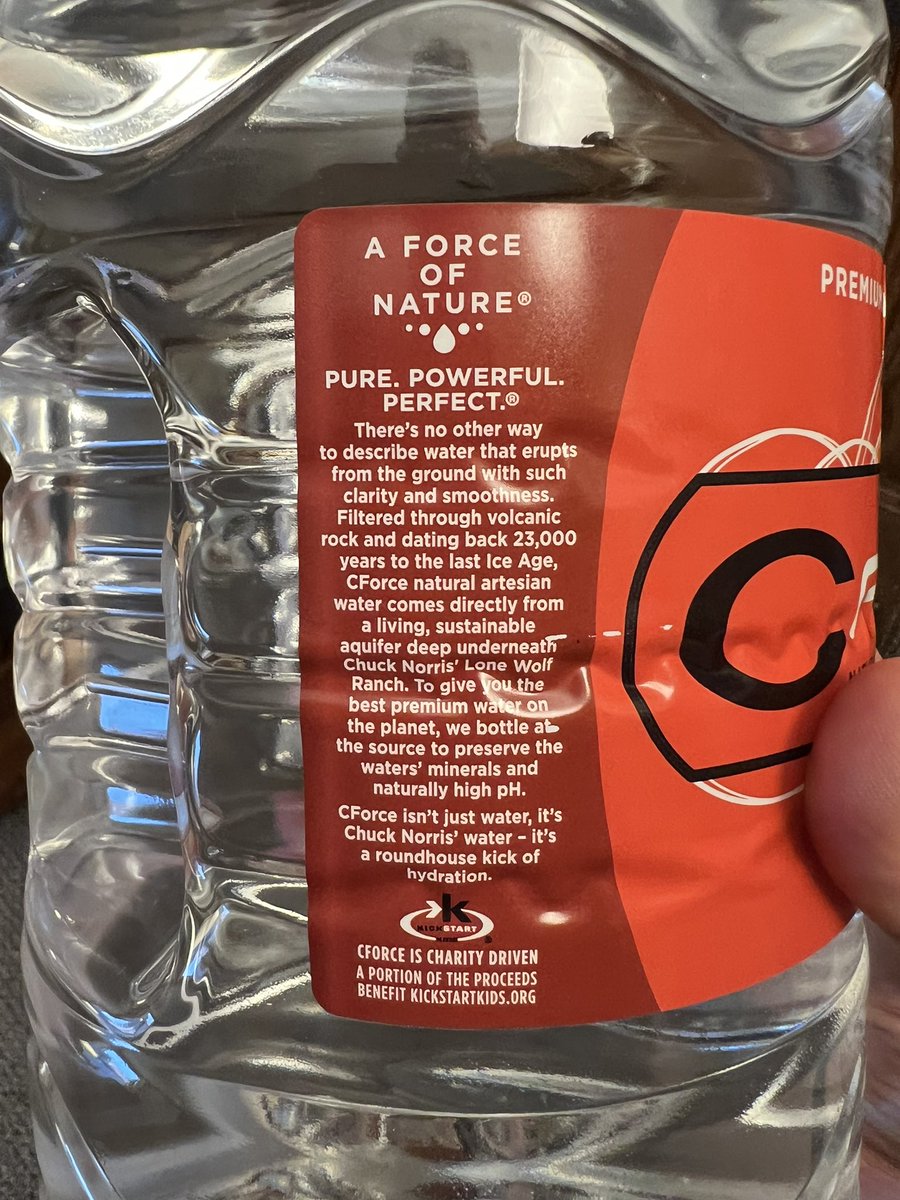 A FORCE
OF
NATURE®
PURE. POWERFUL.
PERFECT.®
There's no other way
to describe water that erupts
from the ground with such
clarity and smoothness.
Filtered through volcanic
rock and dating back 23,000
years to the last Ice Age,
CForce natural artesian
water comes directly from
a living, sustainable
aquifer deep underneath
Chuck Norris' Lone Wolf
Ranch. To give you the
best premium water on
the planet, we bottle at
the source to preserve the
waters' minerals and
naturally high pH.
CForce isn't just water, it's
Chuck Norris' water – it's
a roundhouse kick of
hydration.
k
KICKSTART
CFORCE IS CHARITY DRIVEN
A PORTION OF THE PROCEEDS
BENEFIT KICKSTARTKIDS.ORG
C